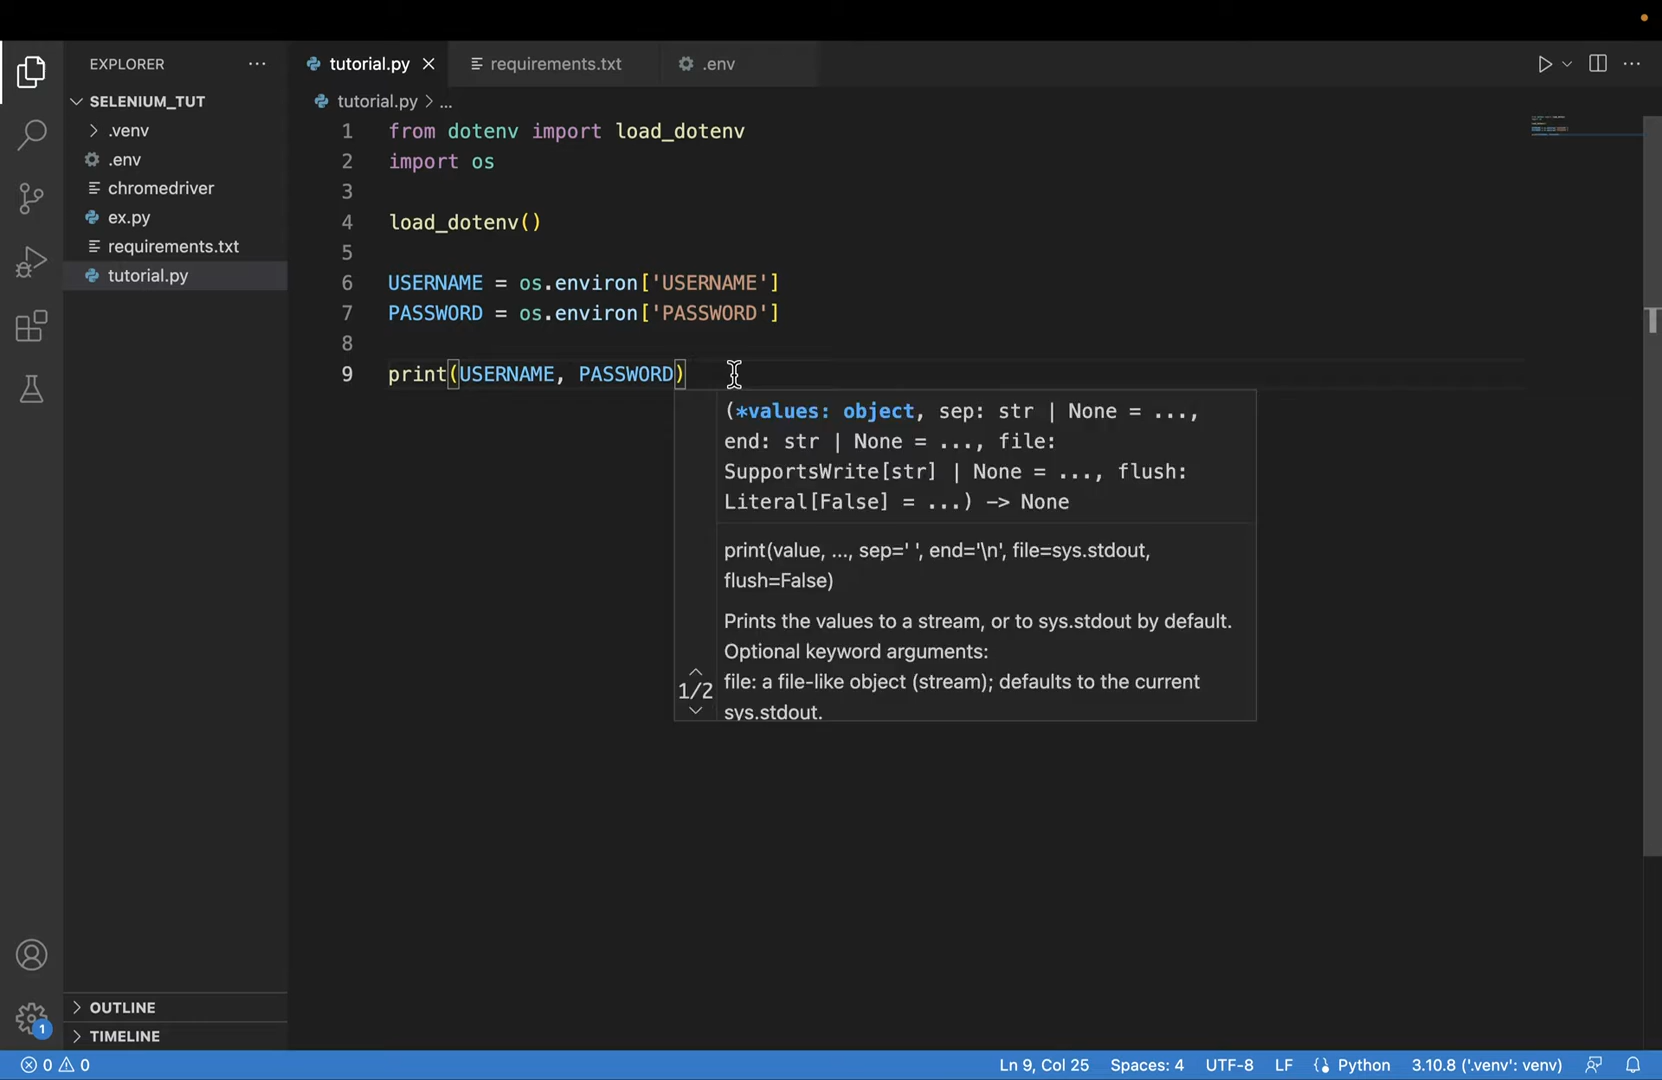 EXPLORER
tutorial.py
requirements.txt
.env
SELENIUM_TUT
tutorial.py > ...
.venv
.env
chromedriver
ex.py
requirements.txt
tutorial.py
1 from dotenv import load_dotenv
2 import os
3
4 load_dotenv()
5
6 USERNAME = os.environ['USERNAME']
7 PASSWORD = os.environ['PASSWORD']
8
9 print(USERNAME, PASSWORD)
(*values: object, sep: str | None = ...,
end: str | None = ..., file:
SupportsWrite[str] | None = ..., flush:
Literal[False] = ...) -> None
print(value, ..., sep=' ', end='\n', file=sys.stdout,
flush=False)
Prints the values to a stream, or to sys.stdout by default.
Optional keyword arguments:
file: a file-like object (stream); defaults to the current
sys.stdout.
1/2
OUTLINE
TIMELINE
1
0 0
Ln 9, Col 25
Spaces: 4
UTF-8
LF
Python
3.10.8 ('.venv': venv)